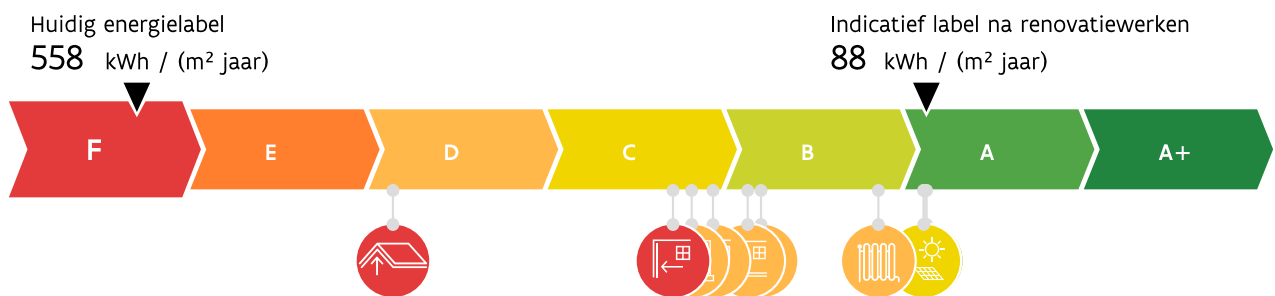 Huidig energielabel
558 kWh / (m² jaar)
Indicatief label na renovatiewerken
88 kWh / (m² jaar)
F E D C B A A+